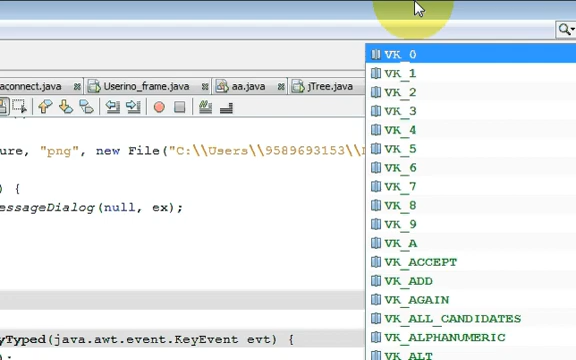 VK_0
VK_1
aconnect.java Userino_frame.java aa.java jTree.java
VK_2
VK_3
VK_4
ure, "png", new File("C:\\Users\\9589693153\\
VK_5
VK_6
) {
VK_7
essageDialog(null, ex);
VK_8
VK_9
VK_A
VK_ACCEPT
VK_ADD
VK_AGAIN
VK_ALL_CANDIDATES
yTyped(java.awt.event.KeyEvent evt) {
VK_ALPHANUMERIC
);
VK_ALT